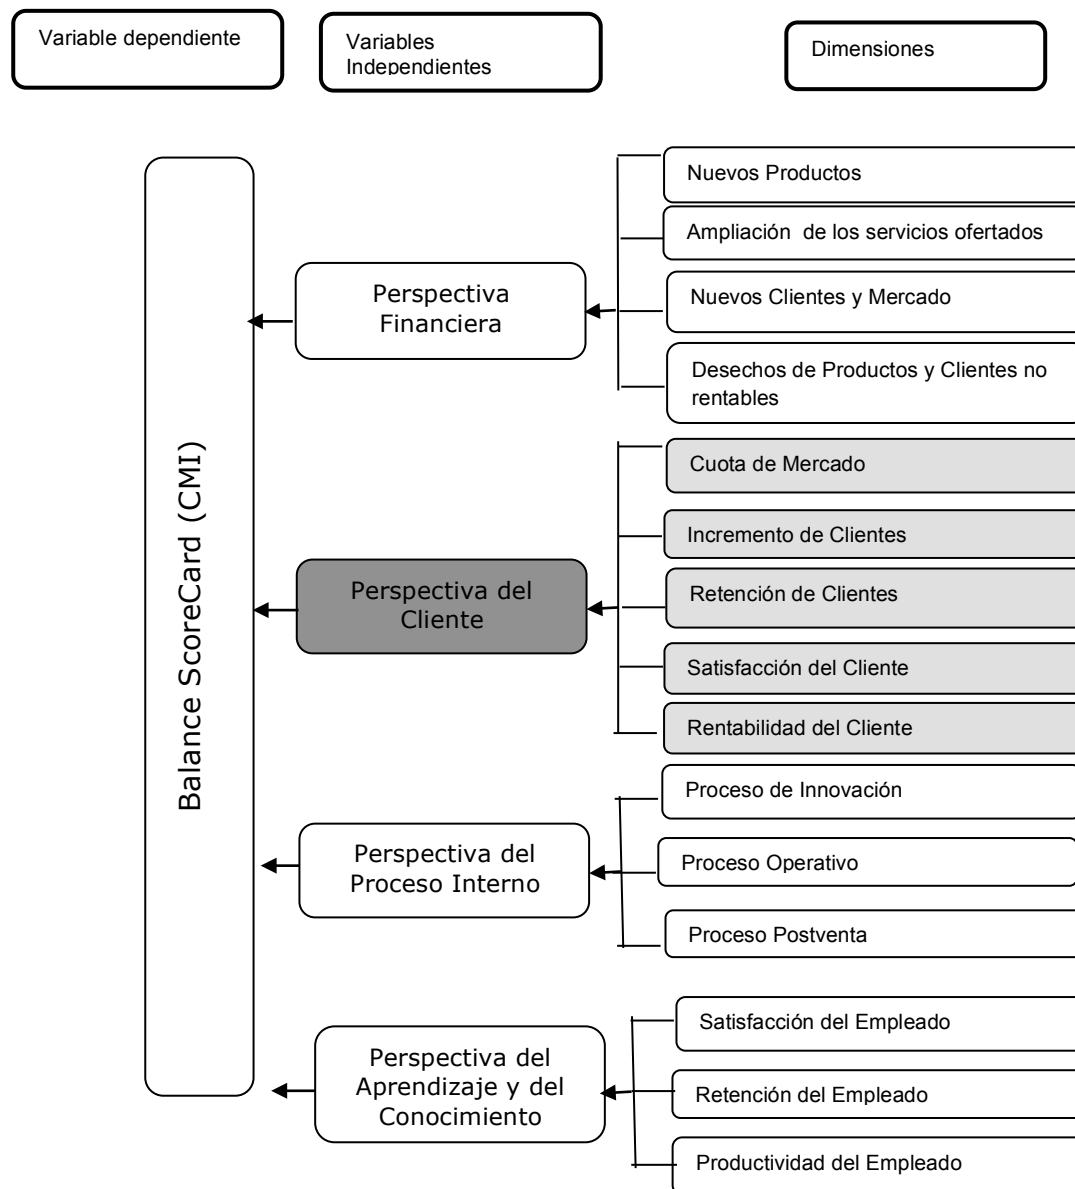 Variable dependiente
Variables
Independientes
Dimensiones
Balance ScoreCard (CMI)
Perspectiva
Financiera
Nuevos Productos
Ampliación  de los servicios ofertados
Nuevos Clientes y Mercado
Desechos de Productos y Clientes no
rentables
Perspectiva del
Cliente
Cuota de Mercado
Incremento de Clientes
Retención de Clientes
Satisfacción del Cliente
Rentabilidad del Cliente
Perspectiva del
Proceso Interno
Proceso de Innovación
Proceso Operativo
Proceso Postventa
Perspectiva del
Aprendizaje y del
Conocimiento
Satisfacción del Empleado
Retención del Empleado
Productividad del Empleado